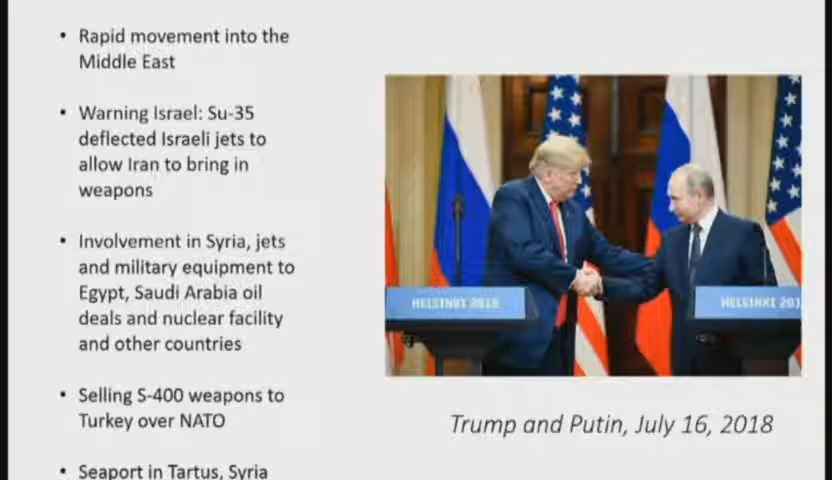 • Rapid movement into the
Middle East
• Warning Israel: Su-35
deflected Israeli jets to
allow Iran to bring in
weapons
• Involvement in Syria, jets
and military equipment to
Egypt, Saudi Arabia oil
deals and nuclear facility
and other countries
• Selling S-400 weapons to
Turkey over NATO
• Seaport in Tartus, Syria
HELSINKI 2018
HELSINKI 201
Trump and Putin, July 16, 2018